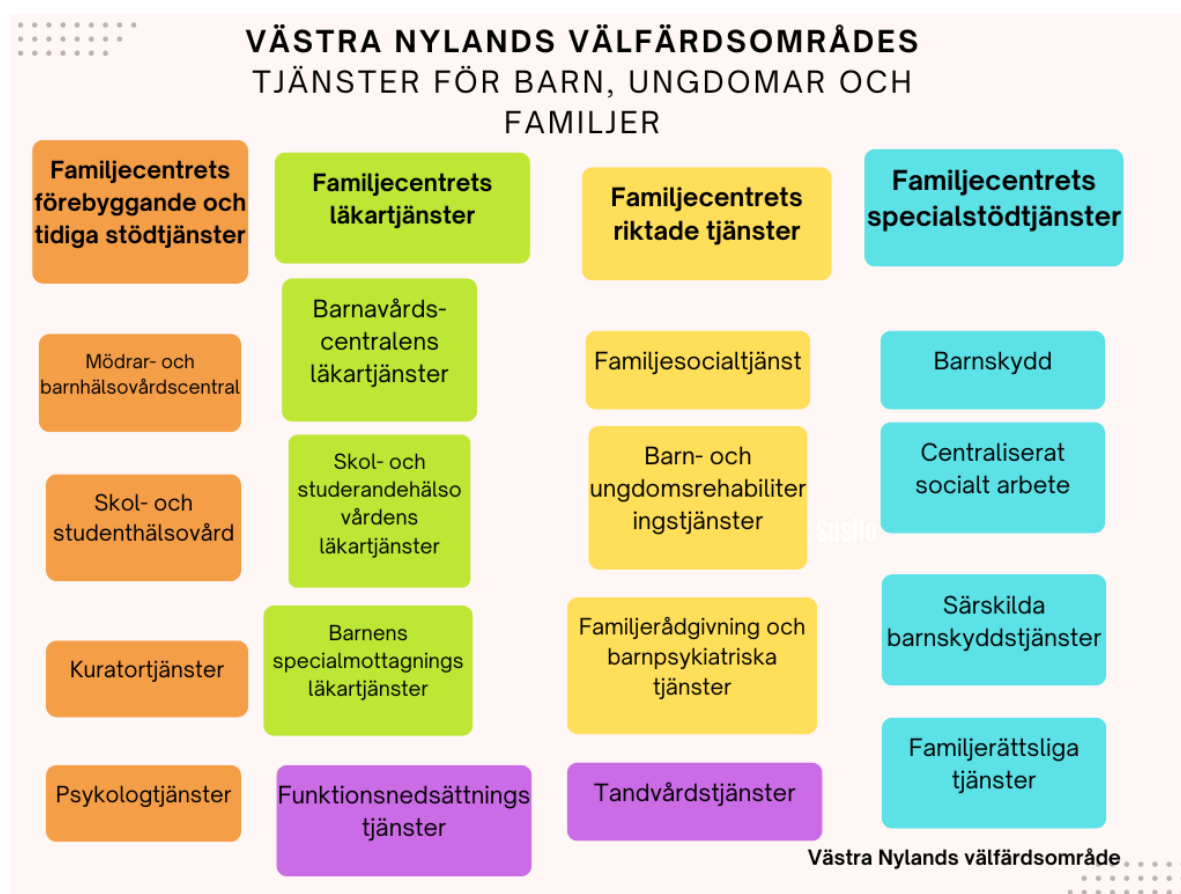 VÄSTRA NYLANDS VÄLFÄRDSOMRÅDES
TJÄNSTER FÖR BARN, UNGDOMAR OCH
FAMILJER
Familjecentrets
förebyggande och
tidiga stödtjänster
Mödrar- och
barnhälsovårdscentral
Skol- och
studenthälsovård
Kuratortjänster
Psykologtjänster
Familjecentrets
läkartjänster
Barnavårds-
centralens
läkartjänster
Skol- och
studerandehälso
vårdens
läkartjänster
Barnens
specialmottagnings
läkartjänster
Funktionsnedsättnings
tjänster
Familjecentrets
riktade tjänster
Familjesocialtjänst
Barn- och
ungdomsrehabiliter
ingstjänster
Familjerådgivning och
barnpsykiatriska
tjänster
Tandvårdstjänster
Familjecentrets
specialstödtjänster
Barnskydd
Centraliserat
socialt arbete
Särskilda
barnskyddstjänster
Familjerättsliga
tjänster
Susilo
Västra Nylands välfärdsområde